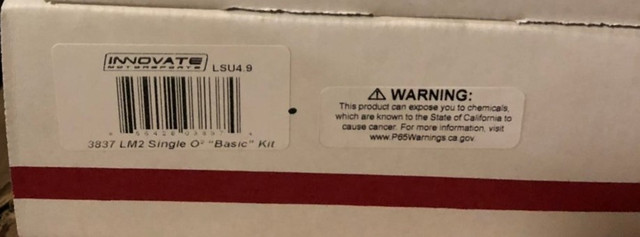 INNOVATE
MOTORSPORTS
LSU4.9
3837 LM2 Single O² "Basic" Kit
⚠ WARNING:
This product can expose you to chemicals,
which are known to the State of California to
cause cancer. For more information, visit
www.P65Warnings.ca.gov